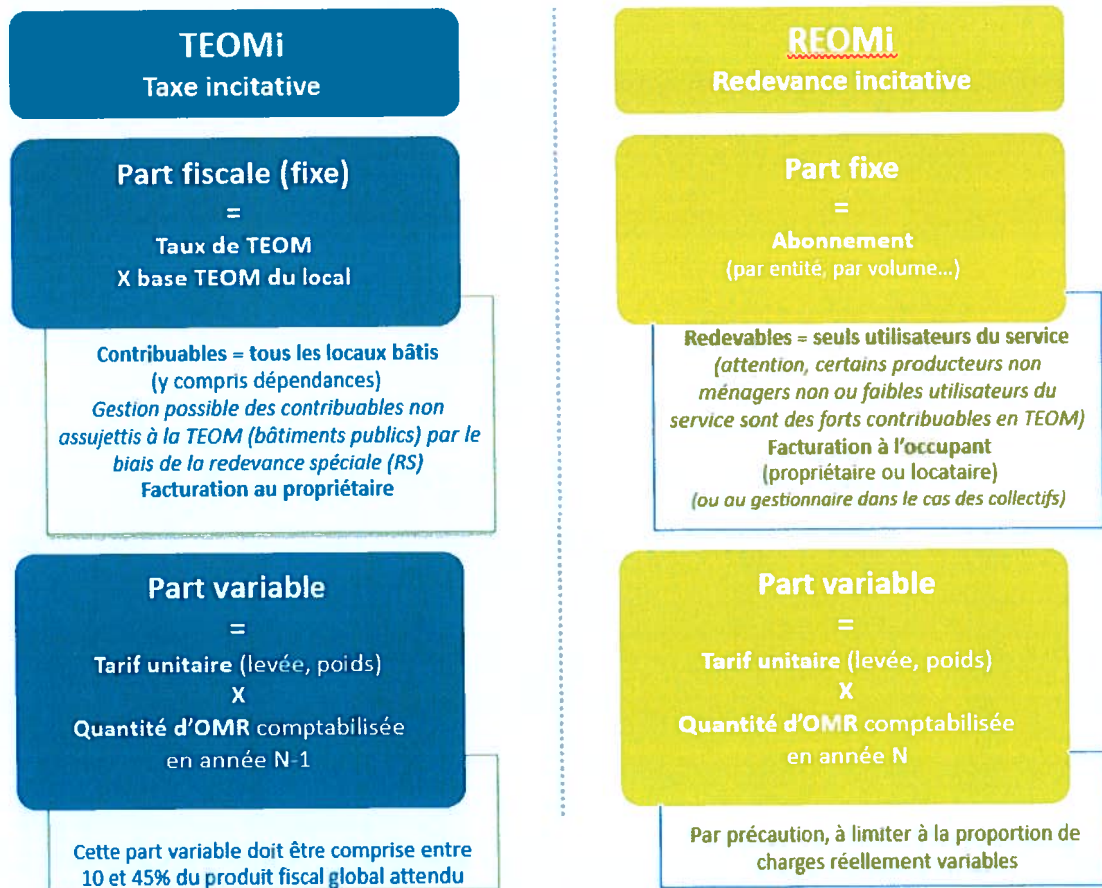 TEOMi
Taxe incitative
Part fiscale (fixe)
=
Taux de TEOM
X base TEOM du local
Contribuables = tous les locaux bâtis
(y compris dépendances)
Gestion possible des contribuables non
assujettis à la TEOM (bâtiments publics) par le
biais de la redevance spéciale (RS)
Facturation au propriétaire
Part variable
=
Tarif unitaire (levée, poids)
X
Quantité d'OMR comptabilisée
en année N-1
Cette part variable doit être comprise entre
10 et 45% du produit fiscal global attendu
REOMi
Redevance incitative
Part fixe
=
Abonnement
(par entité, par volume...)
Redevables = seuls utilisateurs du service
(attention, certains producteurs non
ménagers non ou faibles utilisateurs du
service sont des forts contribuables en TEOM)
Facturation à l'occupant
(propriétaire ou locataire)
(ou au gestionnaire dans le cas des collectifs)
Part variable
=
Tarif unitaire (levée, poids)
X
Quantité d'OMR comptabilisée
en année N
Par précaution, à limiter à la proportion de
charges réellement variables